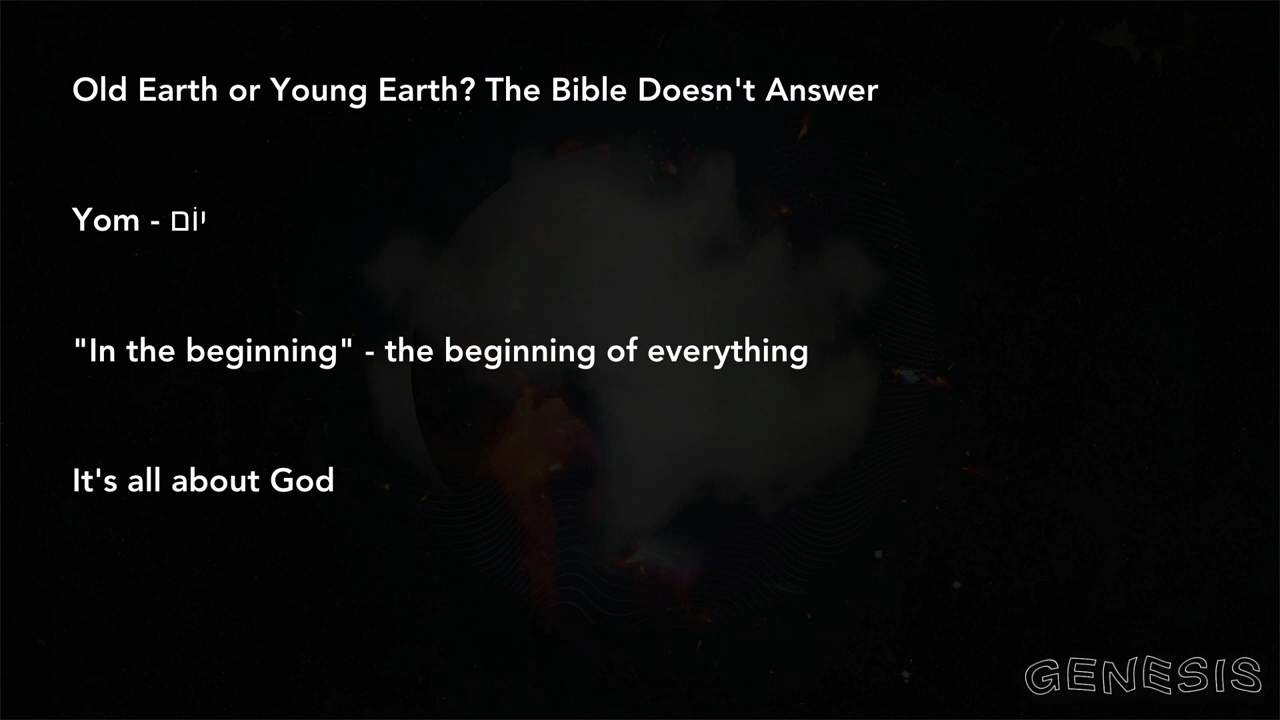 Old Earth or Young Earth? The Bible Doesn't Answer
Yom - יוֹם
"In the beginning" - the beginning of everything
It's all about God
GENESIS